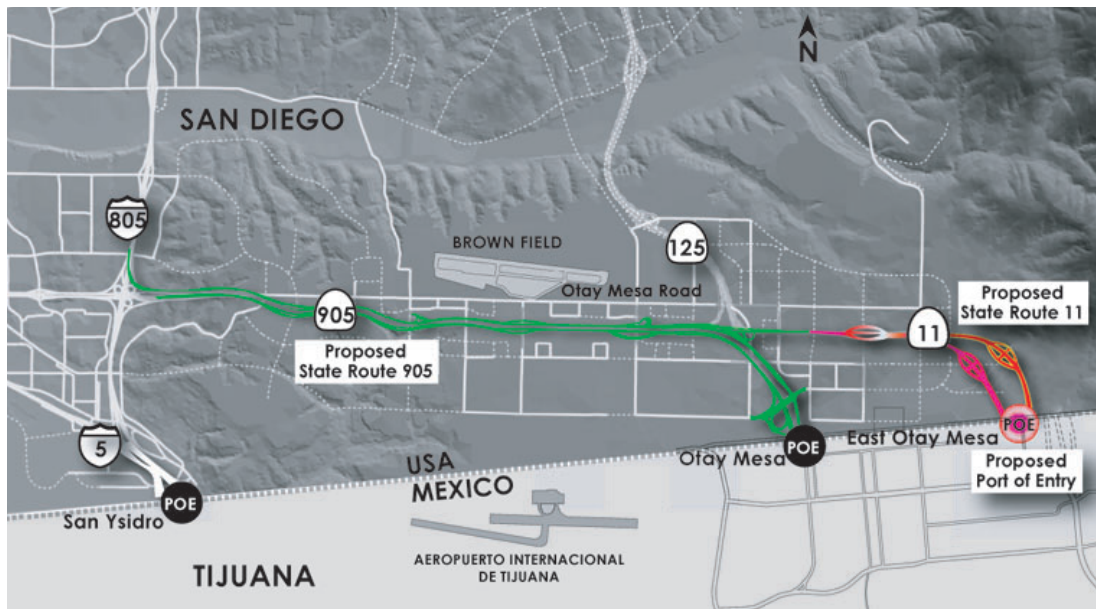 N
SAN DIEGO
805
125
BROWN FIELD
Otay Mesa Road
Proposed
State Route 11
905
11
Proposed
State Route 905
5
POE
East Otay Mesa
POE
Otay Mesa
USA
MEXICO
Proposed
Port of Entry
POE
San Ysidro
AEROPUERTO INTERNACIONAL
DE TIJUANA
TIJUANA